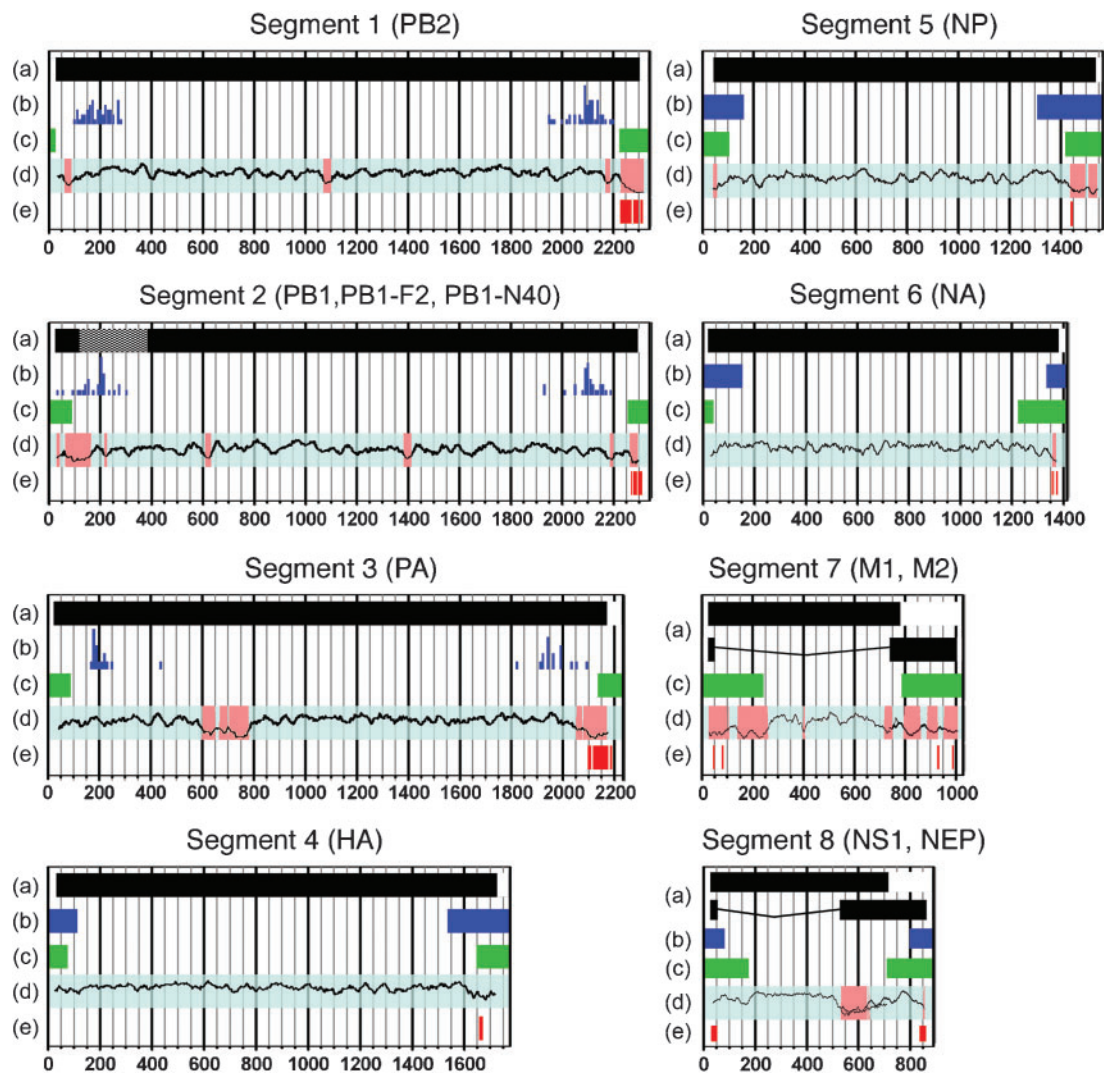 Segment 1 (PB2)
(a)
(b)
(c)
(d)
(e)
0 200 400 600 800 1000 1200 1400 1600 1800 2000 2200
Segment 5 (NP)
(a)
(b)
(c)
(d)
(e)
0 200 400 600 800 1000 1200 1400
Segment 2 (PB1,PB1-F2, PB1-N40)
(a)
(b)
(c)
(d)
(e)
0 200 400 600 800 1000 1200 1400 1600 1800 2000 2200
Segment 6 (NA)
(a)
(b)
(c)
(d)
(e)
0 200 400 600 800 1000 1200 1400
Segment 3 (PA)
(a)
(b)
(c)
(d)
(e)
0 200 400 600 800 1000 1200 1400 1600 1800 2000 2200
Segment 7 (M1, M2)
(a)
(c)
(d)
(e)
0 200 400 600 800 1000
Segment 4 (HA)
(a)
(b)
(c)
(d)
(e)
0 200 400 600 800 1000 1200 1400 1600
Segment 8 (NS1, NEP)
(a)
(b)
(c)
(d)
(e)
0 200 400 600 800